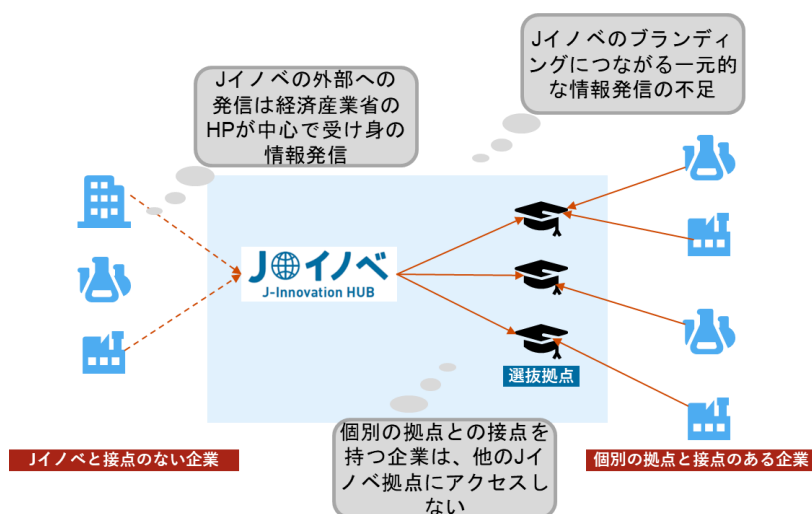 Jイノベのブランディ
ングにつながる一元的
な情報発信の不足
Jイノベの外部への
発信は経済産業省の
HPが中心で受け身の
情報発信
Jイノベ
J-Innovation HUB
選抜拠点
個別の拠点との接点を
持つ企業は、他のJイ
ノベ拠点にアクセスし
ない
Jイノベと接点のない企業
個別の拠点と接点のある企業